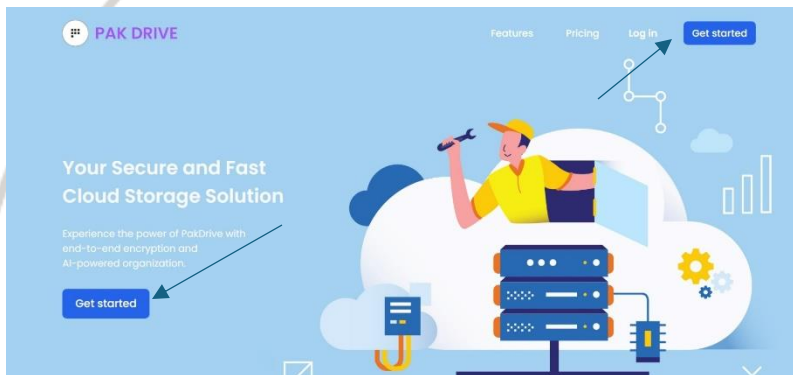 PAK DRIVE
Features Pricing Log in Get started
Your Secure and Fast
Cloud Storage Solution
Experience the power of PakDrive with
end-to-end encryption and
AI-powered organization.
Get started